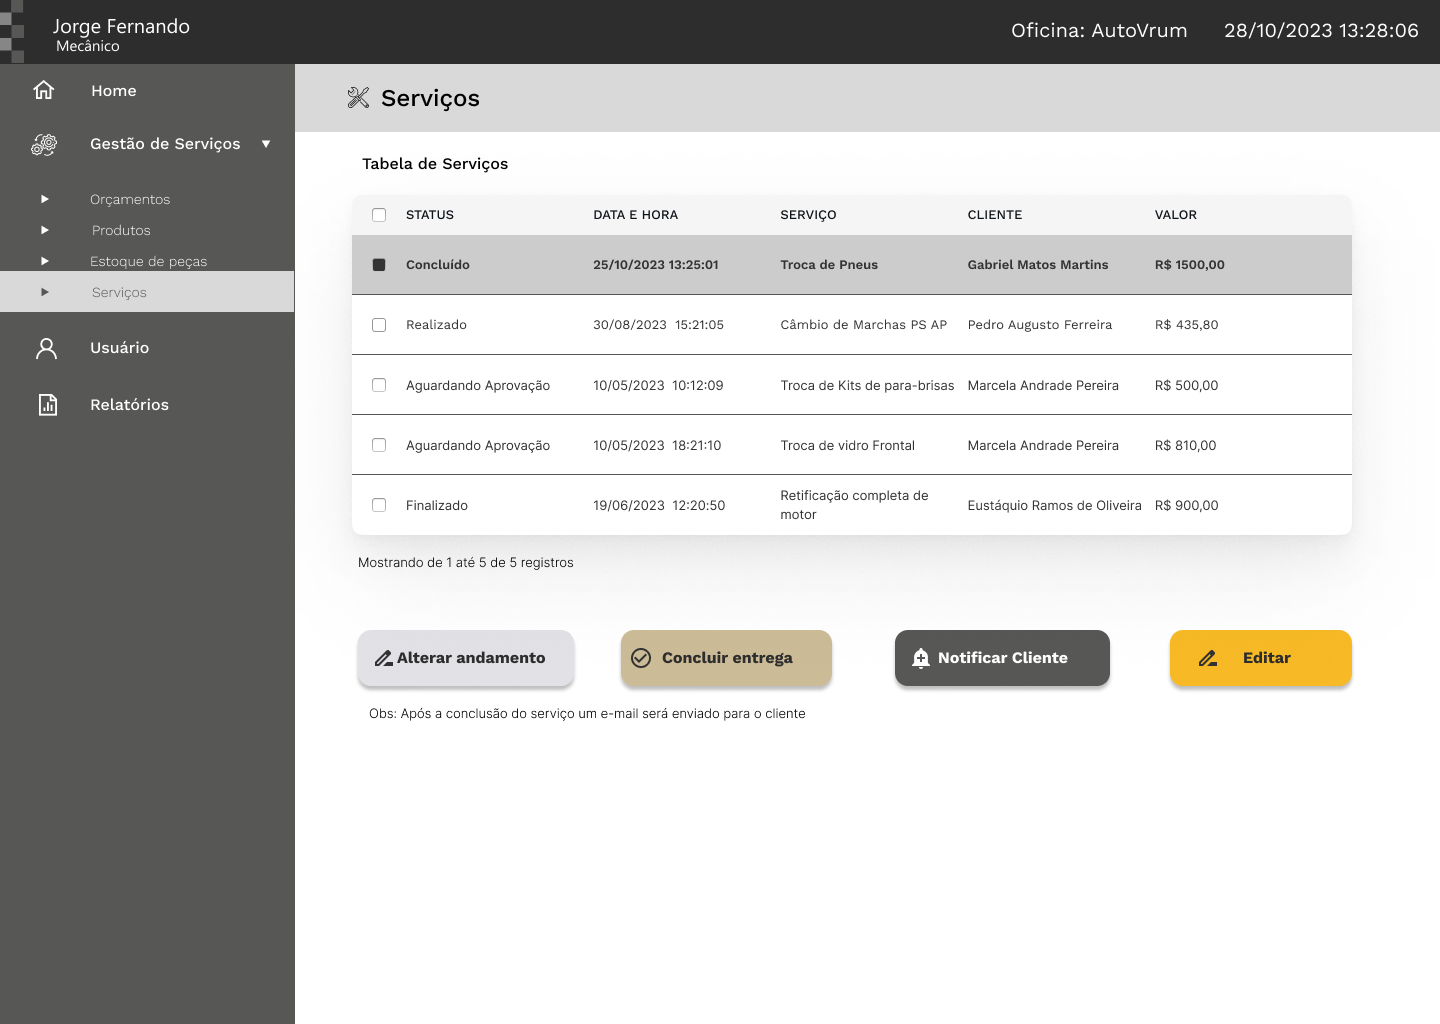 Jorge Fernando
Mecânico
Oficina: AutoVrum 28/10/2023 13:28:06
Home
Gestão de Serviços
Orçamentos
Produtos
Estoque de peças
Serviços
Usuário
Relatórios
Serviços
Tabela de Serviços
STATUS DATA E HORA SERVIÇO CLIENTE VALOR
Concluído 25/10/2023 13:25:01 Troca de Pneus Gabriel Matos Martins R$ 1500,00
Realizado 30/08/2023 15:21:05 Câmbio de Marchas PS AP Pedro Augusto Ferreira R$ 435,80
Aguardando Aprovação 10/05/2023 10:12:09 Troca de Kits de para-brisas Marcela Andrade Pereira R$ 500,00
Aguardando Aprovação 10/05/2023 18:21:10 Troca de vidro Frontal Marcela Andrade Pereira R$ 810,00
Finalizado 19/06/2023 12:20:50 Retificação completa de
motor Eustáquio Ramos de Oliveira R$ 900,00
Mostrando de 1 até 5 de 5 registros
Alterar andamento Concluir entrega Notificar Cliente Editar
Obs: Após a conclusão do serviço um e-mail será enviado para o cliente